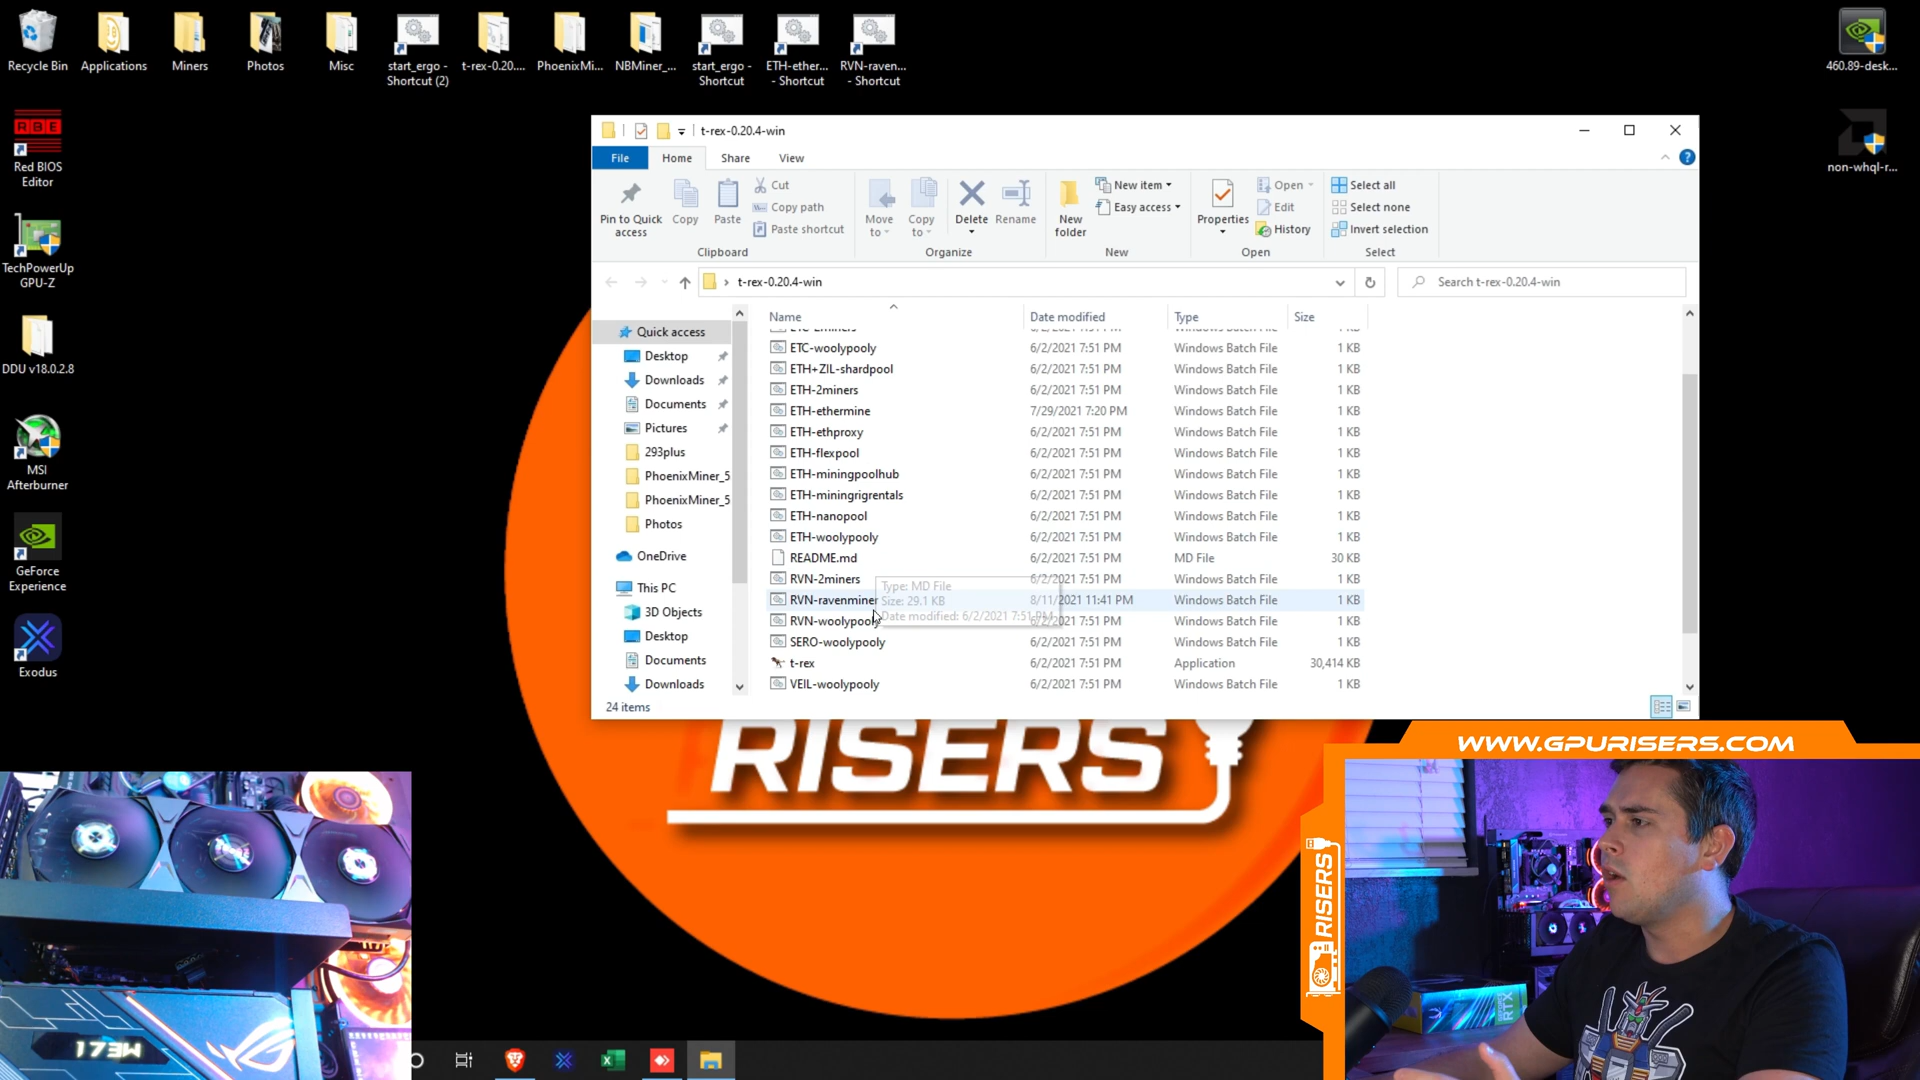 Recycle Bin
Applications
Miners
Photos
Misc
start_ergo - Shortcut (2)
t-rex-0.20....
PhoenixMi...
NBMiner_...
start_ergo - Shortcut
ETH-ether... - Shortcut
RVN-raven... - Shortcut
460.89-desk...
RBE
Red BIOS Editor
non-whql-r...
TechPowerUp GPU-Z
DDU v18.0.2.8
MSI Afterburner
GeForce Experience
Exodus
t-rex-0.20.4-win
File Home Share View
Pin to Quick access
Copy
Paste
Cut
Copy path
Paste shortcut
Clipboard
Move to
Copy to
Delete
Rename
Organize
New folder
New item
Easy access
New
Properties
Open
Edit
History
Open
Select all
Select none
Invert selection
Select
t-rex-0.20.4-win
Search t-rex-0.20.4-win
Quick access
Desktop
Downloads
Documents
Pictures
293plus
PhoenixMiner_5
PhoenixMiner_5
Photos
OneDrive
This PC
3D Objects
Desktop
Documents
Downloads
Name Date modified Type Size
ETC-woolypooly 6/2/2021 7:51 PM Windows Batch File 1 KB
ETH+ZIL-shardpool 6/2/2021 7:51 PM Windows Batch File 1 KB
ETH-2miners 6/2/2021 7:51 PM Windows Batch File 1 KB
ETH-ethermine 7/29/2021 7:20 PM Windows Batch File 1 KB
ETH-ethproxy 6/2/2021 7:51 PM Windows Batch File 1 KB
ETH-flexpool 6/2/2021 7:51 PM Windows Batch File 1 KB
ETH-miningpoolhub 6/2/2021 7:51 PM Windows Batch File 1 KB
ETH-miningrigrentals 6/2/2021 7:51 PM Windows Batch File 1 KB
ETH-nanopool 6/2/2021 7:51 PM Windows Batch File 1 KB
ETH-woolypooly 6/2/2021 7:51 PM Windows Batch File 1 KB
README.md 6/2/2021 7:51 PM MD File 30 KB
RVN-2miners 6/2/2021 7:51 PM Windows Batch File 1 KB
RVN-ravenminer 8/11/2021 11:41 PM Windows Batch File 1 KB
RVN-woolypooly 6/2/2021 7:51 PM Windows Batch File 1 KB
SERO-woolypooly 6/2/2021 7:51 PM Windows Batch File 1 KB
t-rex 6/2/2021 7:51 PM Application 30,414 KB
VEIL-woolypooly 6/2/2021 7:51 PM Windows Batch File 1 KB
Type: MD File
Size: 29.1 KB
Date modified: 6/2/2021 7:51 PM
24 items
RISERS
WWW.GPURISERS.COM
RISERS
173W
RTX